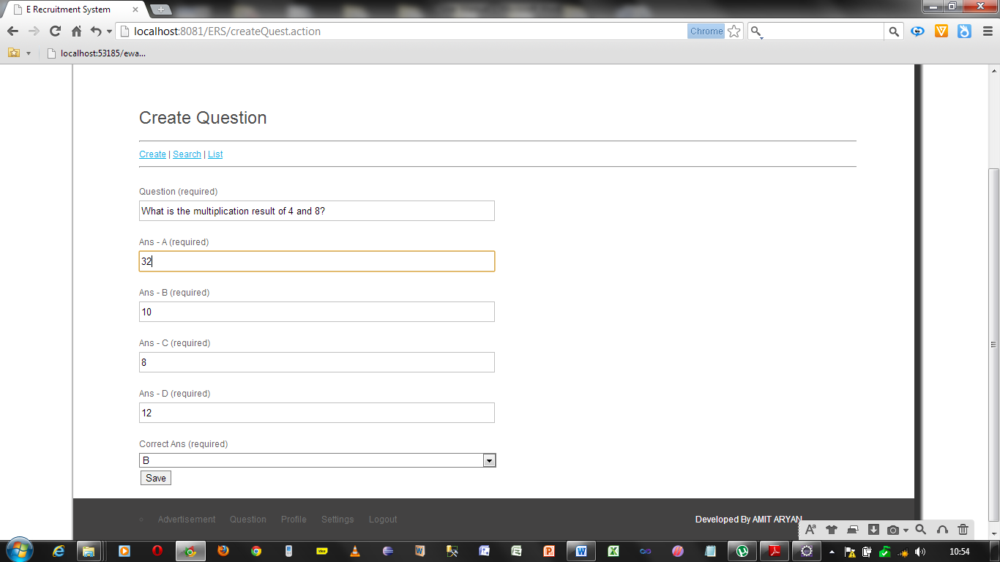 E Recruitment System
localhost:8081/ERS/createQuest.action
Chrome
localhost:53185/ewa...
Create Question
Create | Search | List
Question (required)
What is the multiplication result of 4 and 8?
Ans - A (required)
32
Ans - B (required)
10
Ans - C (required)
8
Ans - D (required)
12
Correct Ans (required)
B
Save
Advertisement Question Profile Settings Logout
Developed By AMIT ARYAN
10:54